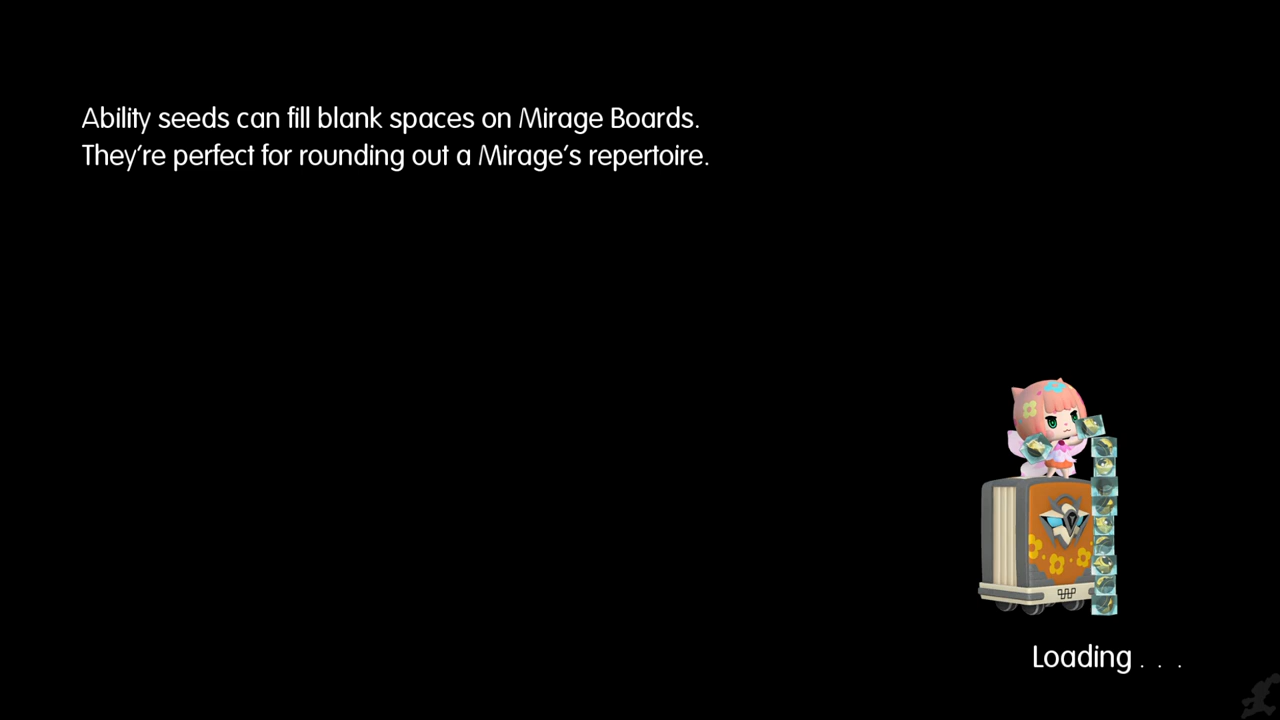 Ability seeds can fill blank spaces on Mirage Boards.
They're perfect for rounding out a Mirage's repertoire.
Loading . . .